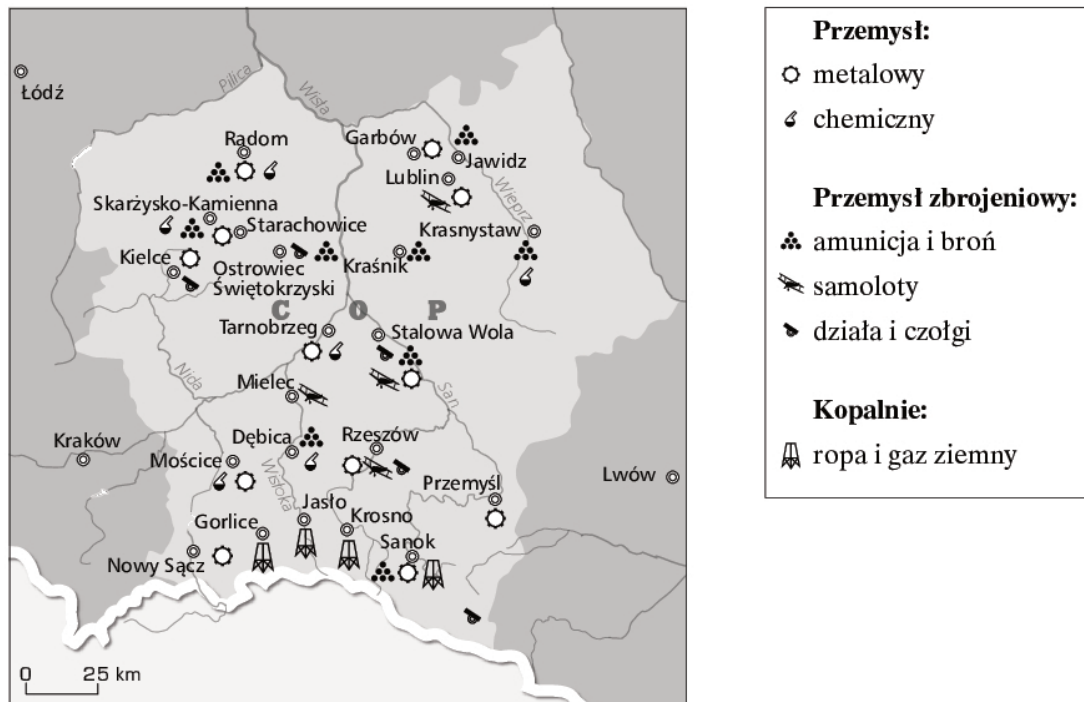 Łódź
Pilica
Wisła
Radom
Garbów
Jawidz
Lublin
Wieprz
Skarżysko-Kamienna
Starachowice
Krasnystaw
Kielce
Ostrowiec
Świętokrzyski
Kraśnik
C O P
Tarnobrzeg
Stalowa Wola
Nida
Mielec
San
Kraków
Dębica
Rzeszów
Mościce
Wisłoka
Przemyśl
Lwów
Jasło
Gorlice
Krosno
Sanok
Nowy Sącz
0 25 km
Przemysł:
metalowy
chemiczny
Przemysł zbrojeniowy:
amunicja i broń
samoloty
działa i czołgi
Kopalnie:
ropa i gaz ziemny